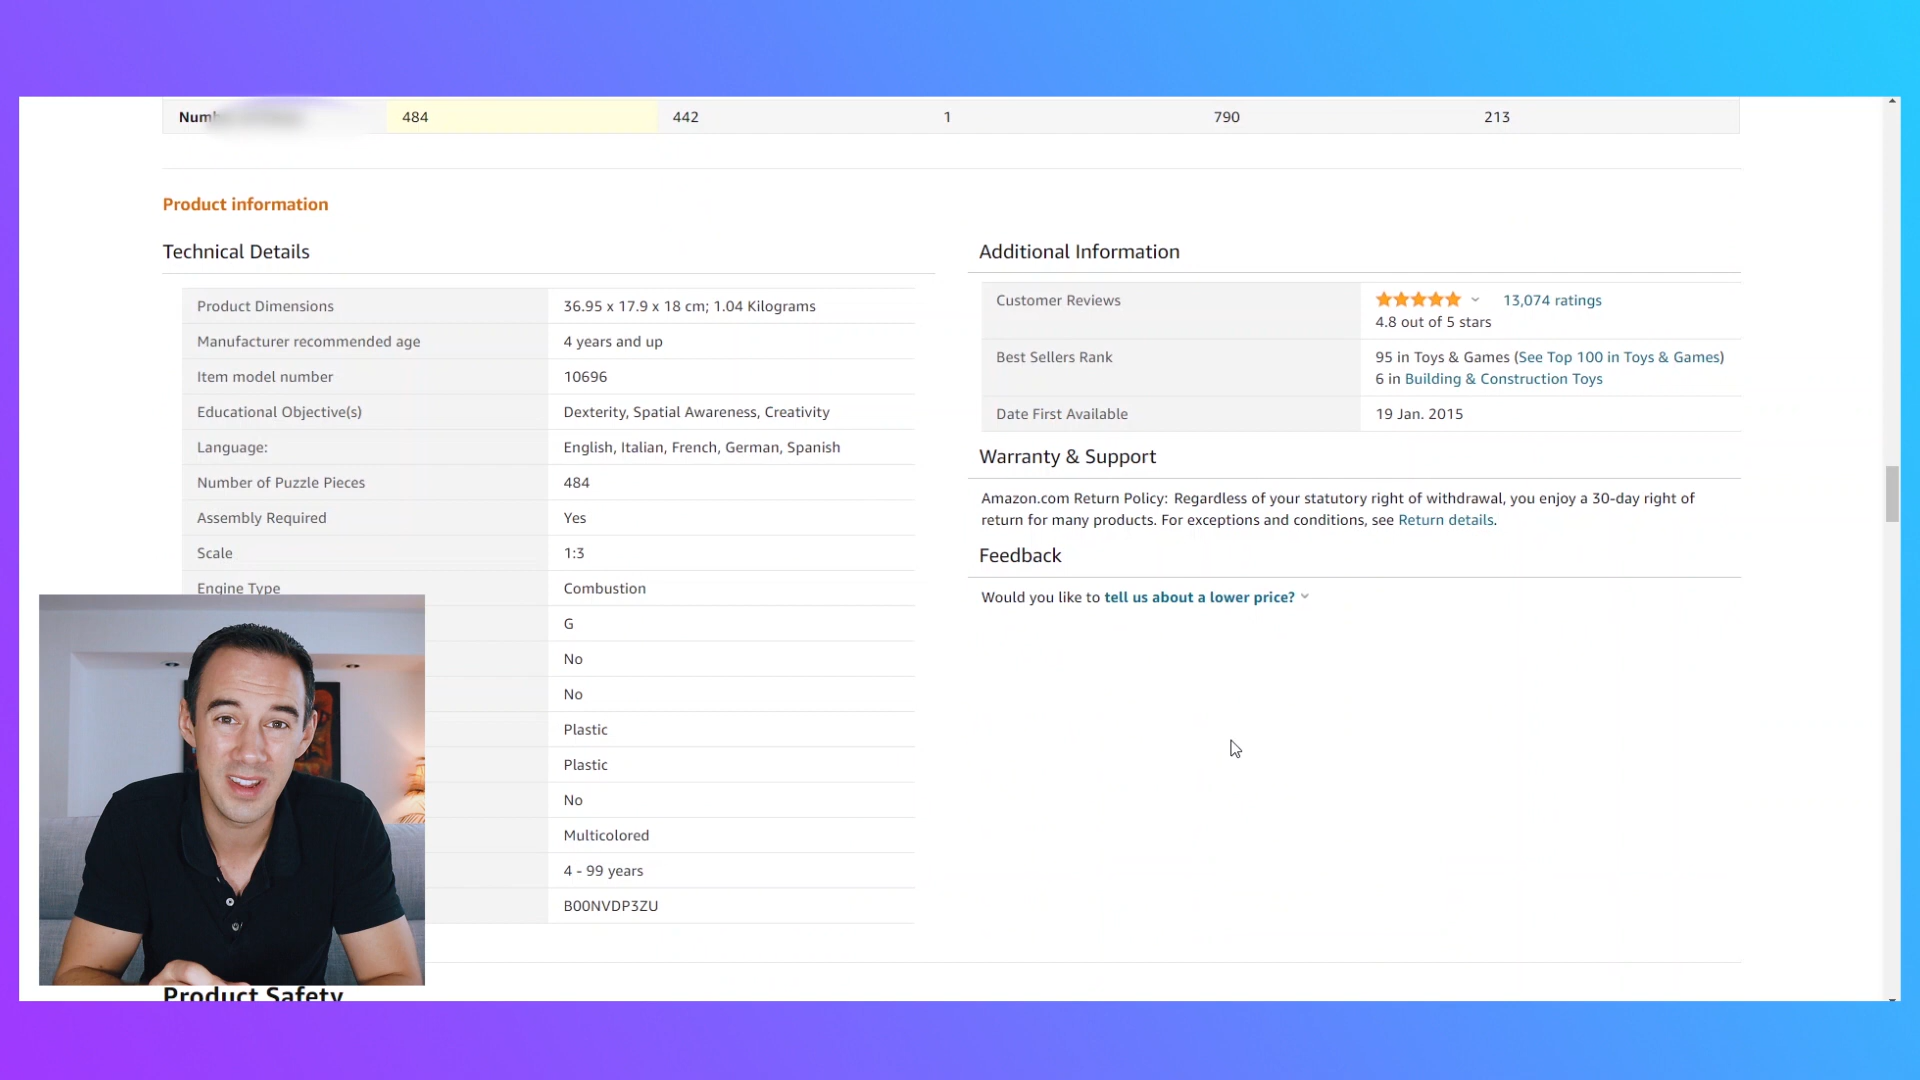 484 442 1 790 213
Product information
Technical Details
Product Dimensions 36.95 x 17.9 x 18 cm; 1.04 Kilograms
Manufacturer recommended age 4 years and up
Item model number 10696
Educational Objective(s) Dexterity, Spatial Awareness, Creativity
Language: English, Italian, French, German, Spanish
Number of Puzzle Pieces 484
Assembly Required Yes
Scale 1:3
Engine Type Combustion
G
No
No
Plastic
Plastic
No
Multicolored
4 - 99 years
B00NVDP3ZU
Additional Information
Customer Reviews 13,074 ratings
4.8 out of 5 stars
Best Sellers Rank 95 in Toys & Games (See Top 100 in Toys & Games)
6 in Building & Construction Toys
Date First Available 19 Jan. 2015
Warranty & Support
Amazon.com Return Policy: Regardless of your statutory right of withdrawal, you enjoy a 30-day right of
return for many products. For exceptions and conditions, see Return details.
Feedback
Would you like to tell us about a lower price?
Product Safety